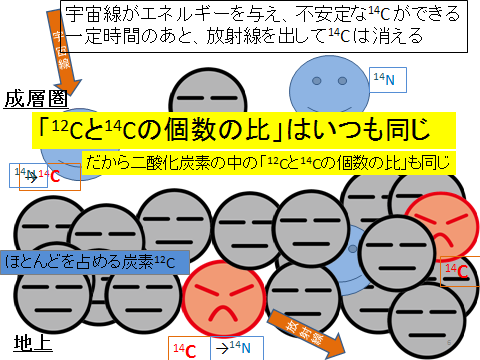 宇宙線がエネルギーを与え、不安定な¹⁴Cができる
一定時間のあと、放射線を出して¹⁴Cは消える
宇宙線
¹⁴N
成層圏
「¹²Cと¹⁴Cの個数の比」はいつも同じ
だから二酸化炭素の中の「¹²Cと¹⁴Cの個数の比」も同じ
¹⁴N→¹⁴C
ほとんどを占める炭素¹²C
¹⁴C
放射線
地上
¹⁴C →¹⁴N